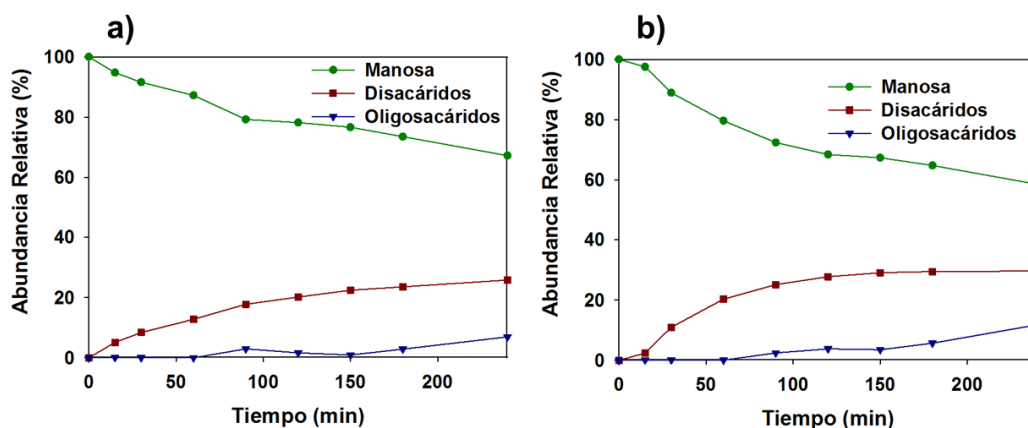 a)
Abundancia Relativa (%)
100
80
60
40
20
0
Manosa
Disacáridos
Oligosacáridos
0
50
100
150
200
Tiempo (min)
b)
Abundancia Relativa (%)
100
80
60
40
20
0
Manosa
Disacáridos
Oligosacáridos
0
50
100
150
200
Tiempo (min)